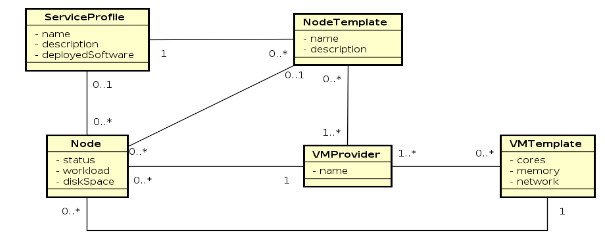 ServiceProfile
- name
- description
- deployedSoftware
NodeTemplate
- name
- description
1
0..*
0..1
0..1
0..*
0..*
1..*
Node
- status
- workload
- diskSpace
0..*
0..*
1
VMProvider
- name
1..*
0..*
VMTemplate
- cores
- memory
- network
0..*
1